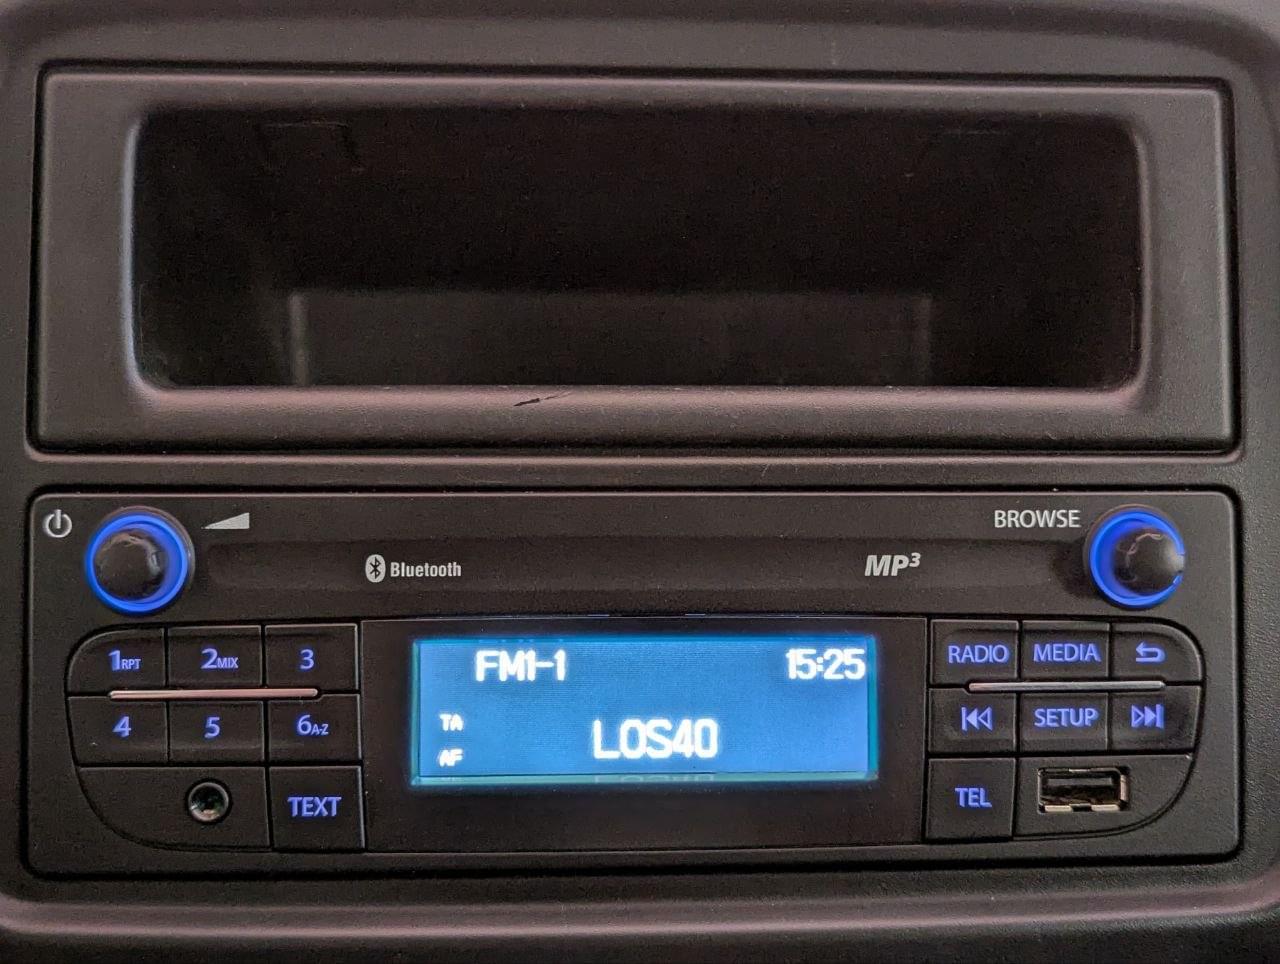 BROWSE
Bluetooth
MP3
1RPT 2MIX 3
4 5 6A-Z
TEXT
FM1-1 15:25
TA
AF
LOS40
RADIO MEDIA
SETUP
TEL